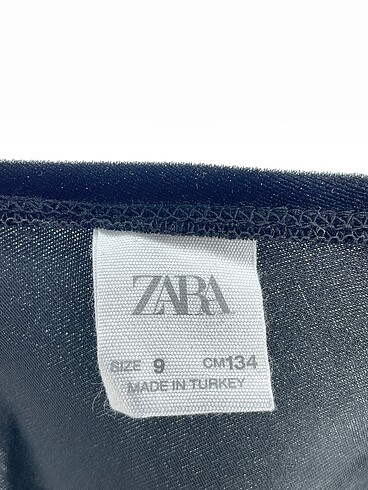 ZARA
SIZE 9 CM134
MADE IN TURKEY